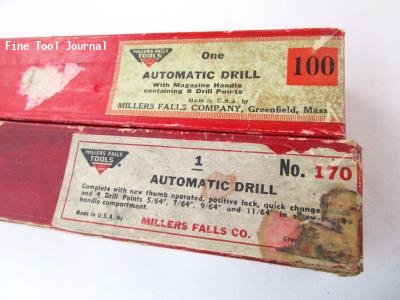 Fine Tool Journal
MILLERS FALLS
TOOLS
One
AUTOMATIC DRILL
With Magazine Handle
containing 8 Drill Points
Made in U.S.A. by
MILLERS FALLS COMPANY, Greenfield, Mass
100
MILLERS FALLS
TOOLS
1
AUTOMATIC DRILL
No. 170
Complete with new thumb operated, positive lock, quick change
and 4 Drill Points 5/64", 7/64", 9/64" and 11/64" in screw-
handle compartment.
Made in U.S.A. by
MILLERS FALLS CO.